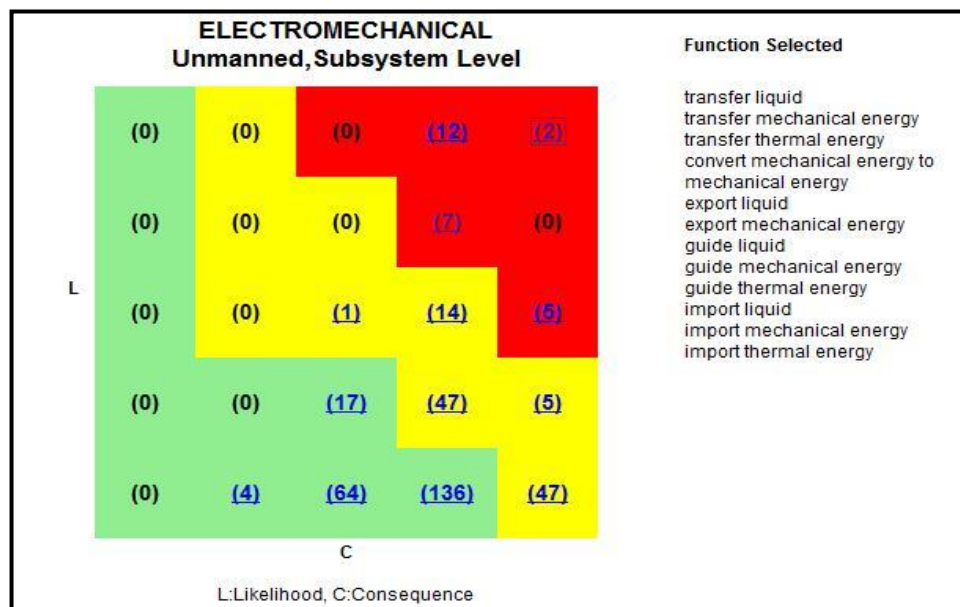 ELECTROMECHANICAL
Unmanned,Subsystem Level
(0) (0) (0) (12) (2)
(0) (0) (0) (7) (0)
L
(0) (0) (1) (14) (5)
(0) (0) (17) (47) (5)
(0) (4) (64) (136) (47)
C
L:Likelihood, C:Consequence
Function Selected
transfer liquid
transfer mechanical energy
transfer thermal energy
convert mechanical energy to
mechanical energy
export liquid
export mechanical energy
guide liquid
guide mechanical energy
guide thermal energy
import liquid
import mechanical energy
import thermal energy